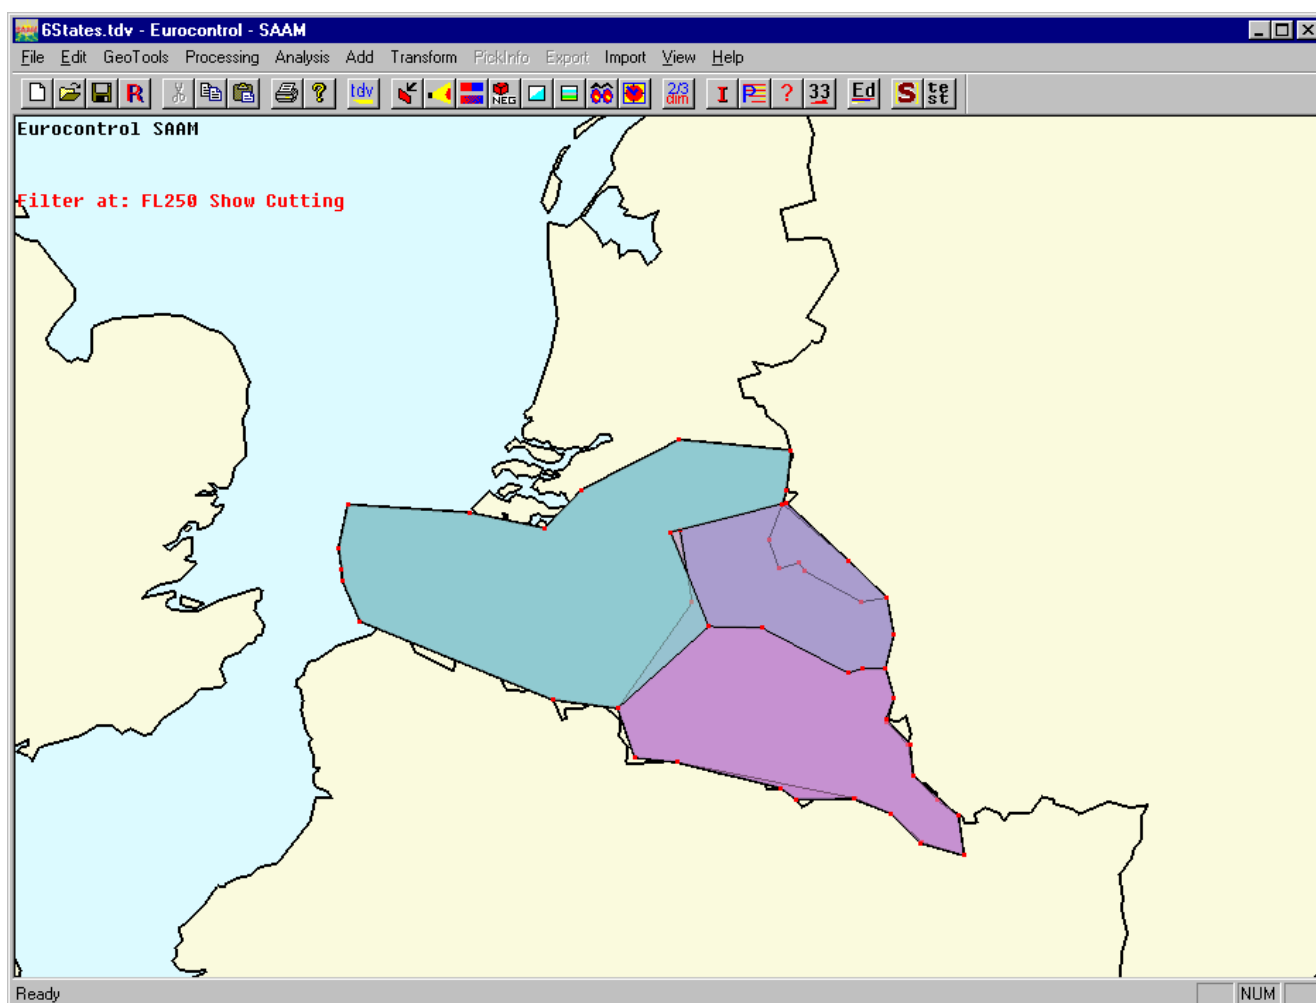 6States.tdv - Eurocontrol - SAAM
File Edit GeoTools Processing Analysis Add Transform PickInfo Export Import View Help
R ? tdv NEG 2/3 dim I P ? 33 Ed S te st
Eurocontrol SAAM
Filter at: FL250 Show Cutting
Ready NUM